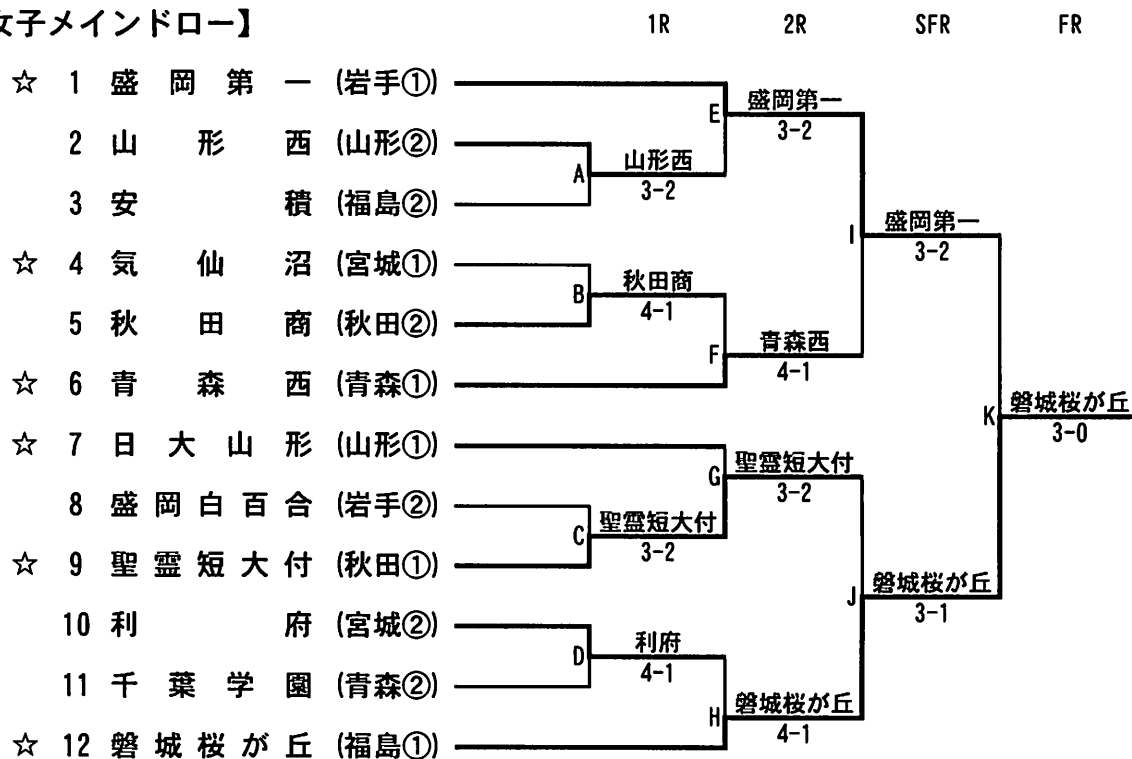 女子メインドロー】
1R 2R SFR FR
☆ 1 盛岡第一 (岩手①)
E 盛岡第一
3-2
2 山形西 (山形②)
A 山形西
3-2
3 安積 (福島②)
I 盛岡第一
3-2
☆ 4 気仙沼 (宮城①)
B 秋田商
4-1
5 秋田商 (秋田②)
F 青森西
4-1
☆ 6 青森西 (青森①)
K 磐城桜が丘
3-0
☆ 7 日大山形 (山形①)
G 聖霊短大付
3-2
8 盛岡白百合 (岩手②)
C 聖霊短大付
3-2
☆ 9 聖霊短大付 (秋田①)
J 磐城桜が丘
3-1
10 利府 (宮城②)
D 利府
4-1
11 千葉学園 (青森②)
H 磐城桜が丘
4-1
☆ 12 磐城桜が丘 (福島①)